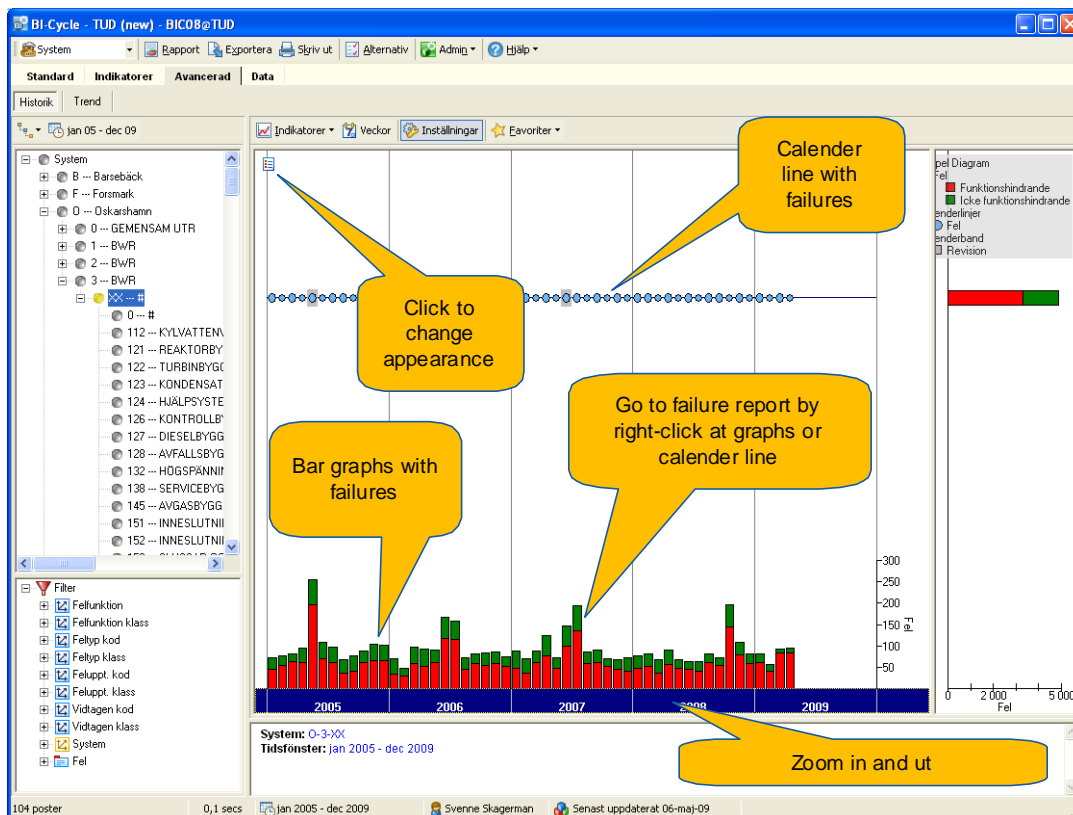 BI-Cycle - TUD (new) - BIC08@TUD
System Rapport Exportera Skriv ut Alternativ Admin Hjälp
Standard Indikatorer Avancerad Data
Historik Trend
jan 05 - dec 09
Indikatorer Veckor Inställningar Favoriter
System
B --- Barsebäck
F --- Forsmark
O --- Oskarshamn
0 --- GEMENSAM UTR
1 --- BWR
2 --- BWR
3 --- BWR
XX --- #
0 --- #
112 --- KYLVATTENV
121 --- REAKTORBY
122 --- TURBINBYGG
123 --- KONDENSAT
124 --- HJÄLPSYSTE
126 --- KONTROLLB
127 --- DIESELBYGG
128 --- AVFALLSBYG
132 --- HÖGSPÄNNIN
138 --- SERVICEBYG
145 --- AVGASBYGG
151 --- INNESLUTNI
152 --- INNESLUTNI
Filter
Felfunktion
Felfunktion klass
Feltyp kod
Feltyp klass
Feluppt. kod
Feluppt. klass
Vidtagen kod
Vidtagen klass
System
Fel
Calender
line with
failures
Click to
change
appearance
Go to failure report by
right-click at graphs or
calender line
Bar graphs with
failures
300
250
200
150
100
50
Fel
2005 2006 2007 2008 2009
pel Diagram
Fel
Funktionshindrande
Icke funktionshindrande
enderlinjer
Fel
enderband
Revision
0 2 000 5 000
Fel
System: O-3-XX
Tidsfönster: jan 2005 - dec 2009
Zoom in and ut
104 poster 0,1 secs jan 2005 - dec 2009 Svenne Skagerman Senast uppdaterat 06-maj-09